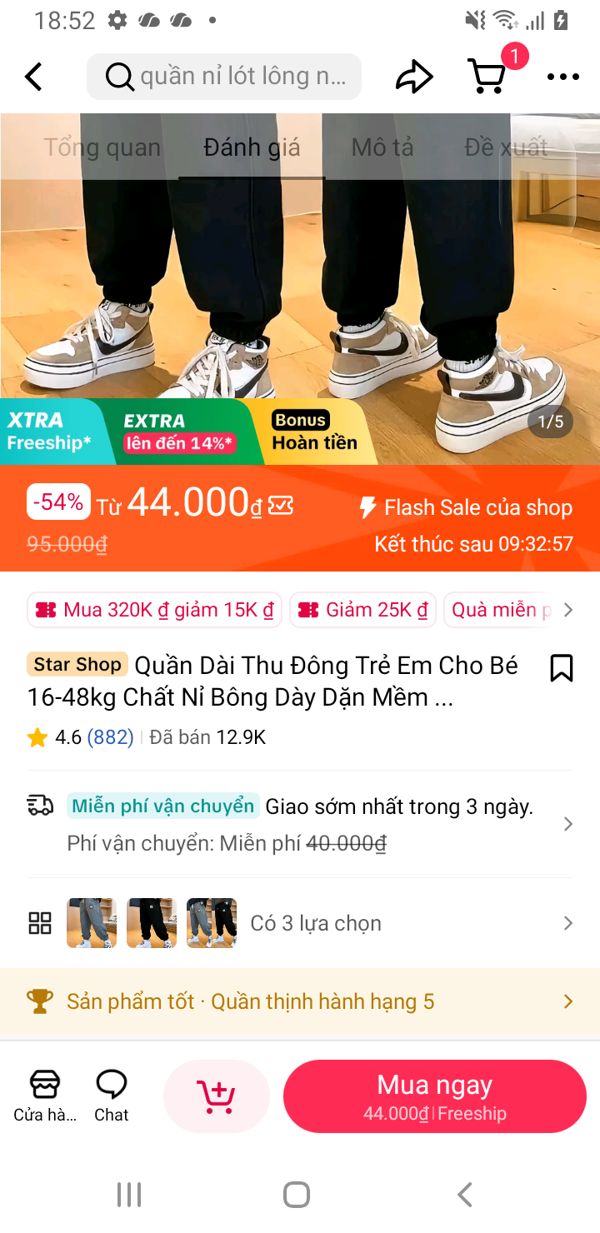 18:52
1
quần nỉ lót lông n...
Tổng quan Đánh giá Mô tả Đề xuất
XTRA
Freeship*
EXTRA
lên đến 14%*
Bonus
Hoàn tiền
1/5
-54% Từ 44.000₫
95.000₫
Flash Sale của shop
Kết thúc sau 09:32:57
Mua 320K ₫ giảm 15K ₫ Giảm 25K ₫ Quà miễn p
Star Shop Quần Dài Thu Đông Trẻ Em Cho Bé
16-48kg Chất Nỉ Bông Dày Dặn Mềm ...
4.6 (882) Đã bán 12.9K
Miễn phí vận chuyển Giao sớm nhất trong 3 ngày.
Phí vận chuyển: Miễn phí 40.000₫
Có 3 lựa chọn
Sản phẩm tốt · Quần thịnh hành hạng 5
Cửa hà...
Chat
Mua ngay
44.000₫ | Freeship